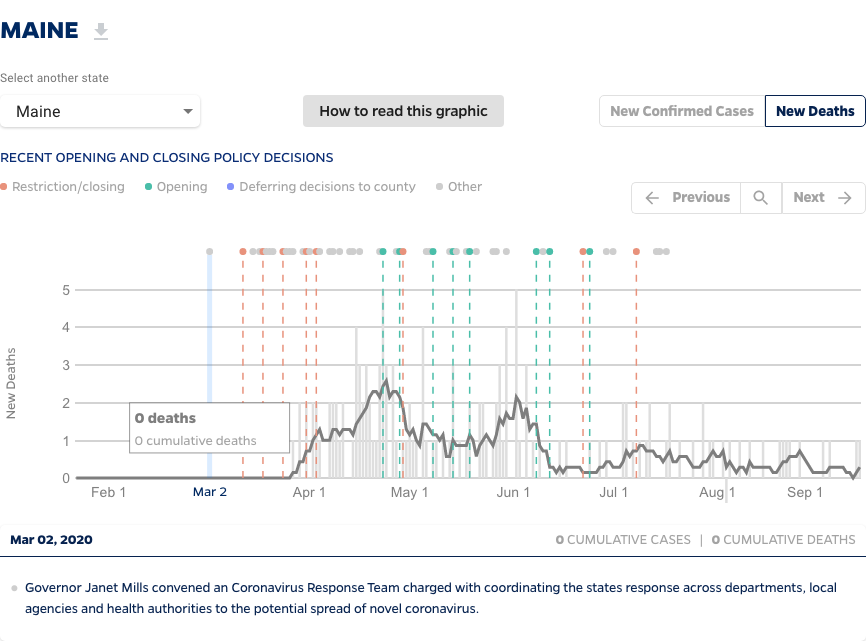 MAINE
Select another state
Maine
How to read this graphic
New Confirmed Cases
New Deaths
RECENT OPENING AND CLOSING POLICY DECISIONS
Restriction/closing
Opening
Deferring decisions to county
Other
Previous
Next
New Deaths
5
4
3
2
1
0
0 deaths
0 cumulative deaths
Feb 1
Mar 2
Apr 1
May 1
Jun 1
Jul 1
Aug 1
Sep 1
Mar 02, 2020
0 CUMULATIVE CASES | 0 CUMULATIVE DEATHS
Governor Janet Mills convened an Coronavirus Response Team charged with coordinating the states response across departments, local
agencies and health authorities to the potential spread of novel coronavirus.